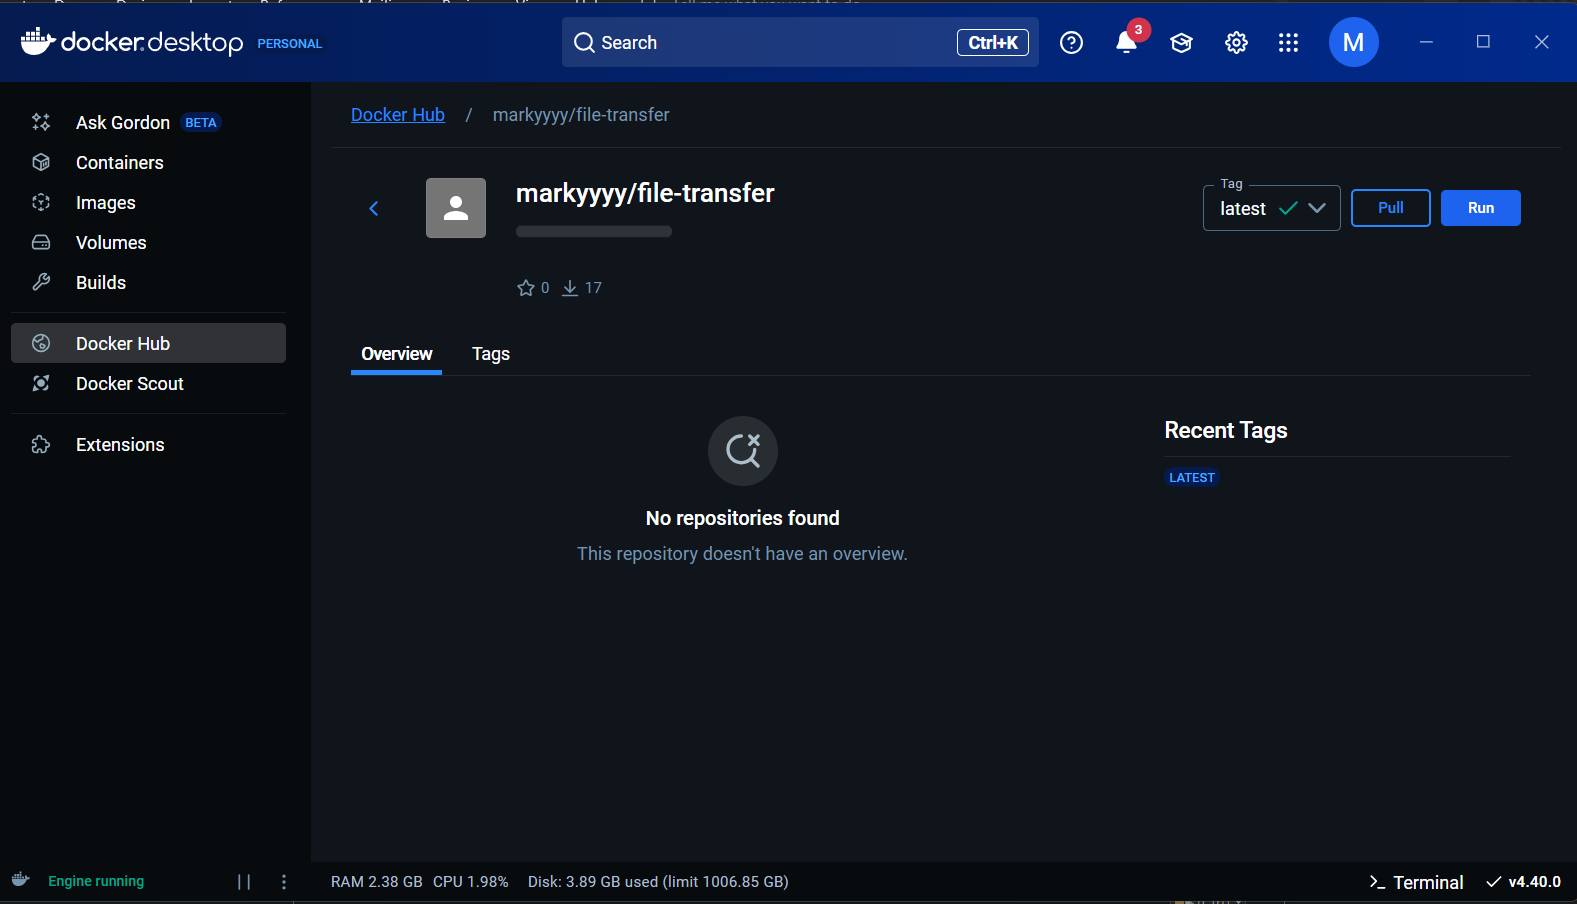 docker.desktop PERSONAL
Search Ctrl+K
3
M
Ask Gordon BETA
Containers
Images
Volumes
Builds
Docker Hub
Docker Scout
Extensions
Docker Hub / markyyyy/file-transfer
markyyyy/file-transfer
Tag
latest
Pull
Run
0 17
Overview Tags
No repositories found
This repository doesn't have an overview.
Recent Tags
LATEST
Engine running
RAM 2.38 GB CPU 1.98% Disk: 3.89 GB used (limit 1006.85 GB)
Terminal v4.40.0